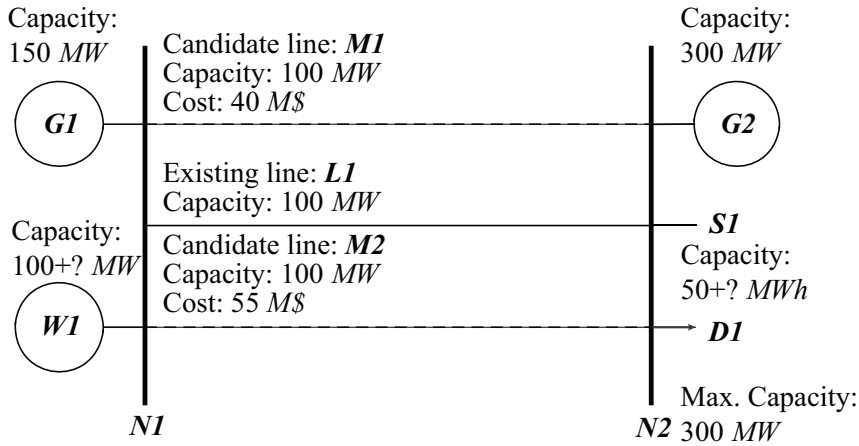 Capacity:
150 MW
G1
Candidate line: M1
Capacity: 100 MW
Cost: 40 M$
Capacity:
300 MW
G2
Existing line: L1
Capacity: 100 MW
S1
Capacity:
50+? MWh
Capacity:
100+? MW
W1
Candidate line: M2
Capacity: 100 MW
Cost: 55 M$
D1
Max. Capacity:
300 MW
N1
N2